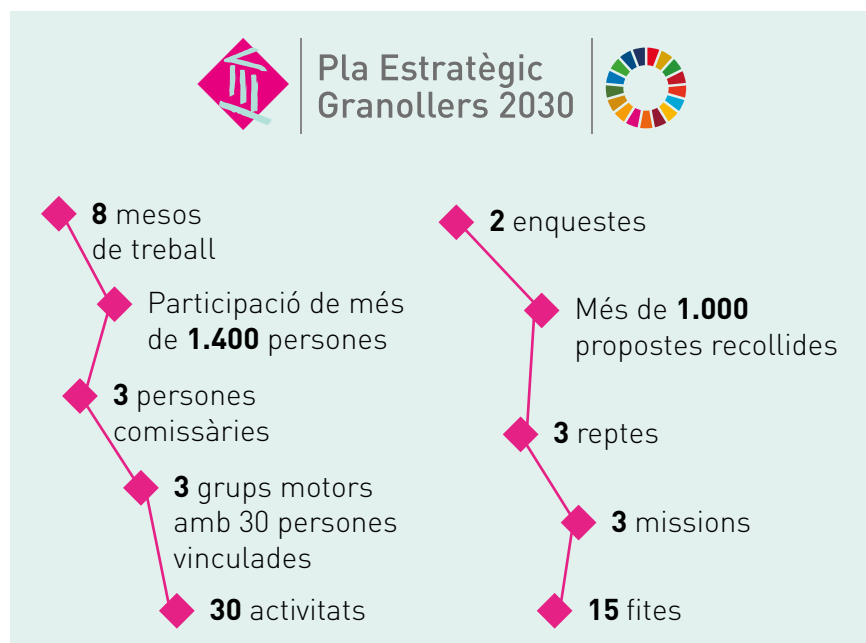 Pla Estratègic
Granollers 2030
8 mesos
de treball
Participació de més
de 1.400 persones
3 persones
comissàries
3 grups motors
amb 30 persones
vinculades
30 activitats
2 enquestes
Més de 1.000
propostes recollides
3 reptes
3 missions
15 fites